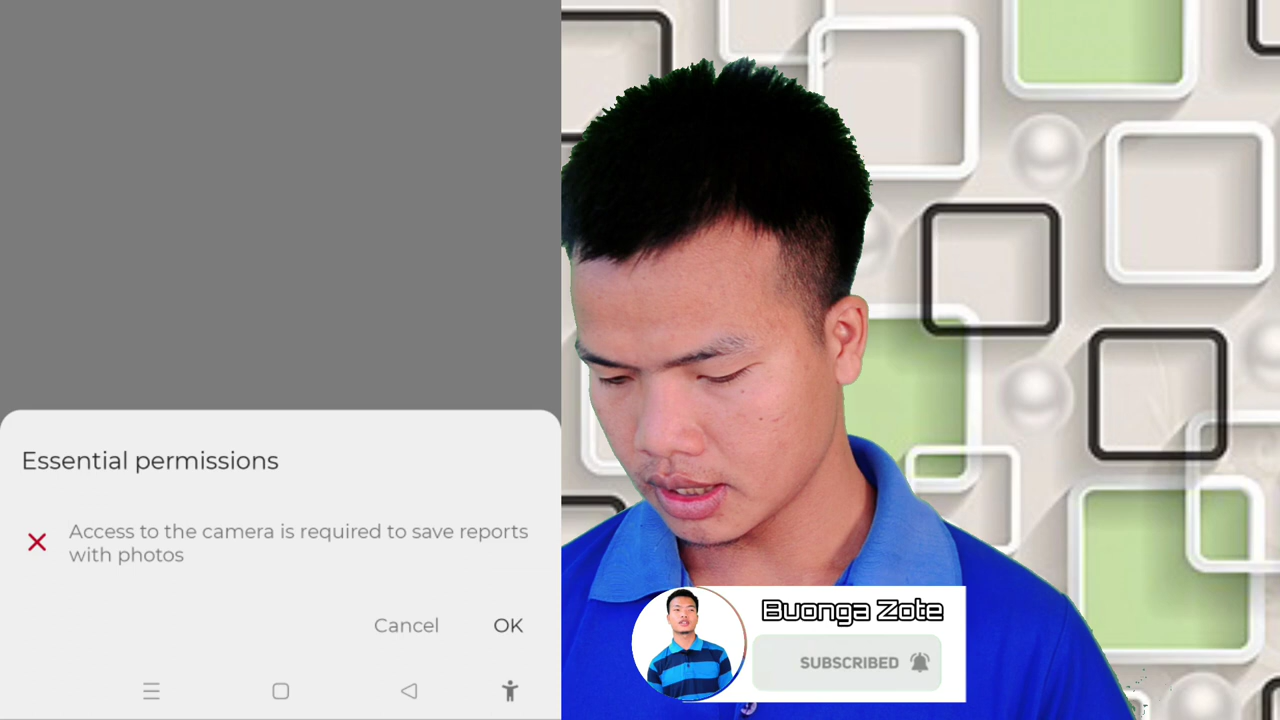 Essential permissions
Access to the camera is required to save reports
with photos
Cancel OK
Buonga Zote
SUBSCRIBED